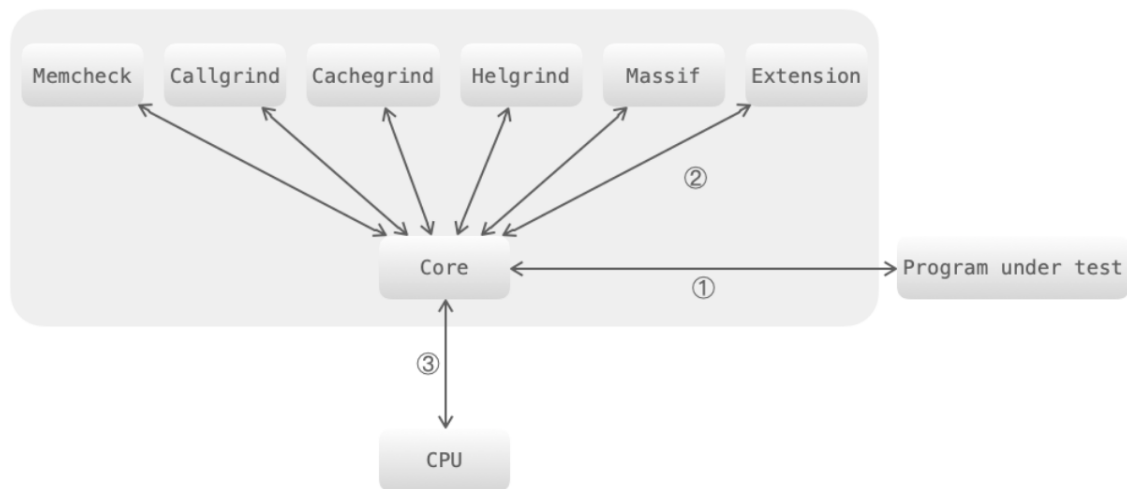 Memcheck
Callgrind
Cachegrind
Helgrind
Massif
Extension
②
Core
Program under test
①
③
CPU